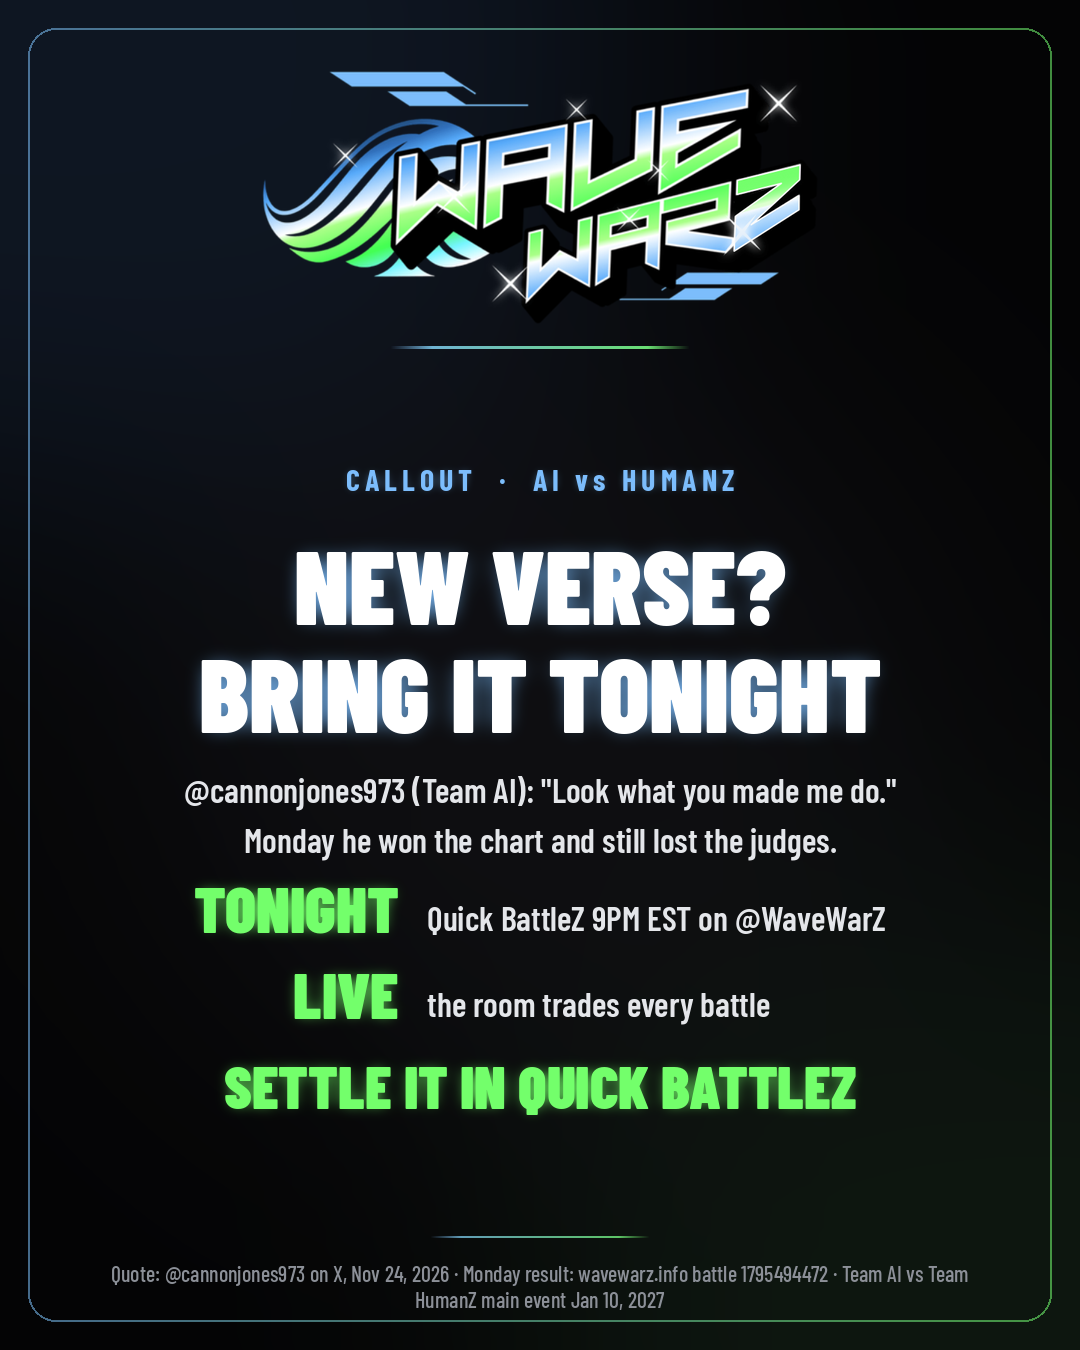 WAVE
WARZ
CALLOUT · AI vs HUMANZ
NEW VERSE?
BRING IT TONIGHT
@cannonjones973 (Team AI): "Look what you made me do."
Monday he won the chart and still lost the judges.
TONIGHT Quick BattleZ 9PM EST on @WaveWarZ
LIVE the room trades every battle
SETTLE IT IN QUICK BATTLEZ
Quote: @cannonjones973 on X, Nov 24, 2026 · Monday result: wavewarz.info battle 1795494472 · Team AI vs Team
HumanZ main event Jan 10, 2027